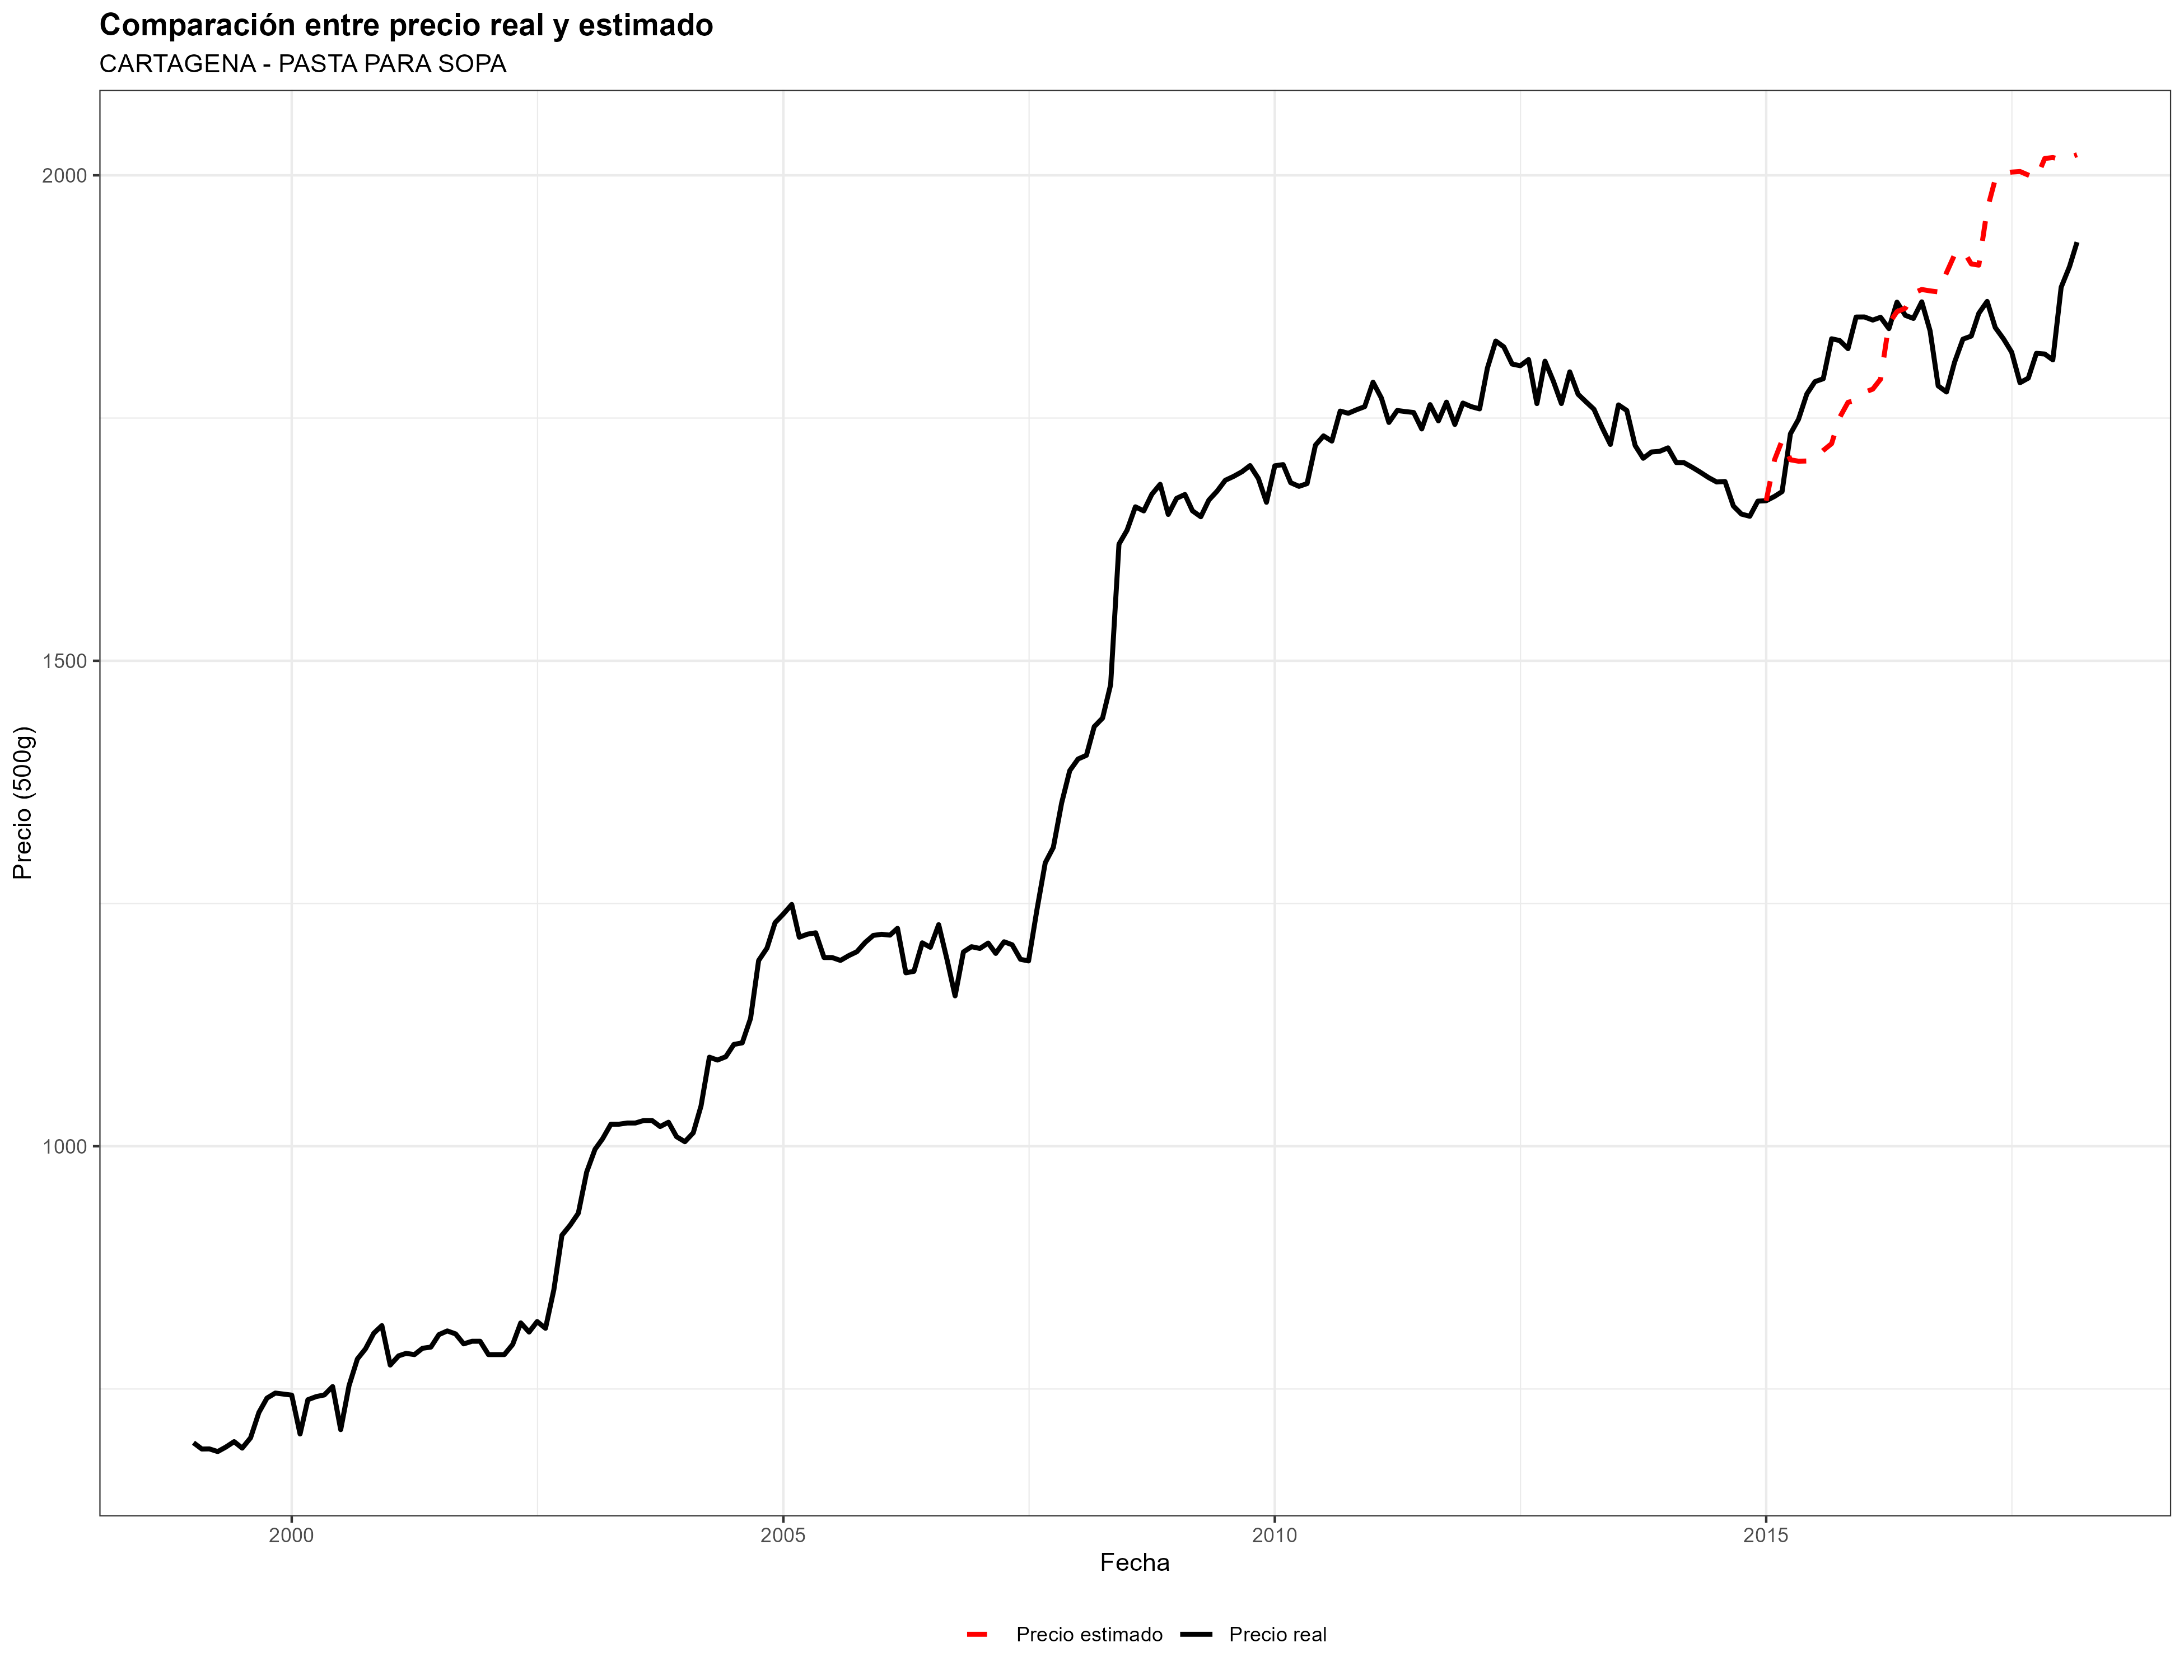 Comparación entre precio real y estimado
CARTAGENA - PASTA PARA SOPA
Precio (500g)
2000
1500
1000
2000
2005
2010
2015
Fecha
Precio estimado
Precio real